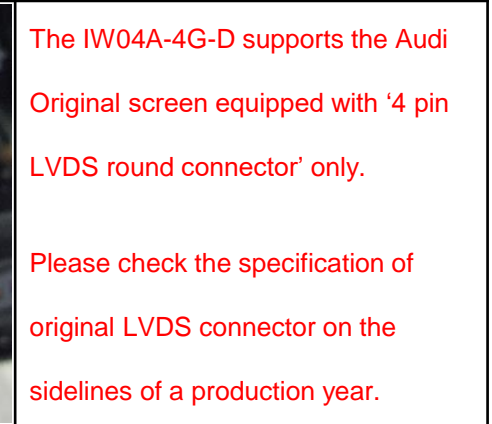 The IW04A-4G-D supports the Audi
Original screen equipped with ‘4 pin
LVDS round connector’ only.
Please check the specification of
original LVDS connector on the
sidelines of a production year.